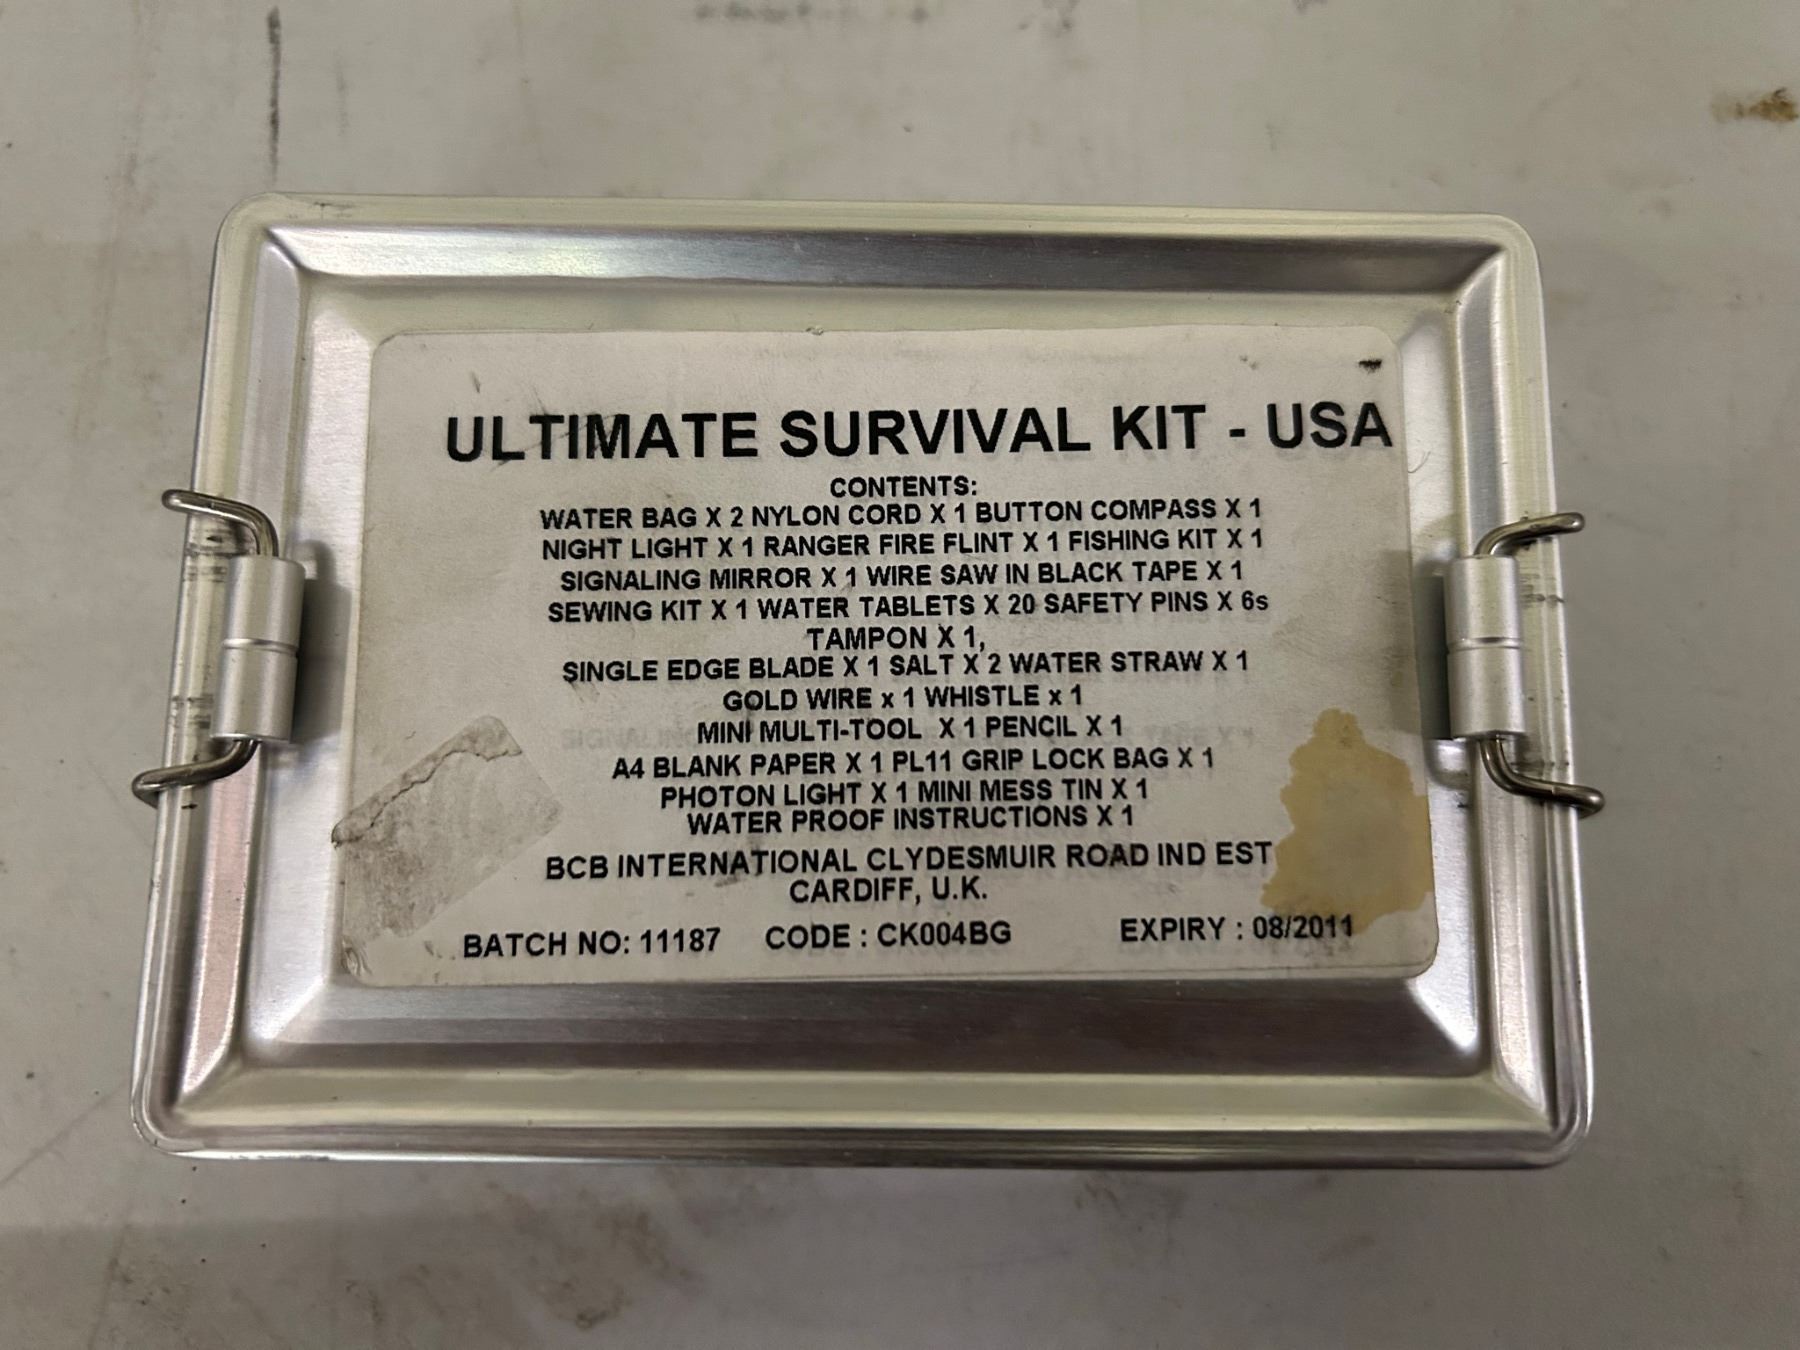 ULTIMATE SURVIVAL KIT - USA
CONTENTS:
WATER BAG X 2 NYLON CORD X 1 BUTTON COMPASS X 1
NIGHT LIGHT X 1 RANGER FIRE FLINT X 1 FISHING KIT X 1
SIGNALING MIRROR X 1 WIRE SAW IN BLACK TAPE X 1
SEWING KIT X 1 WATER TABLETS X 20 SAFETY PINS X 6s
TAMPON X 1,
SINGLE EDGE BLADE X 1 SALT X 2 WATER STRAW X 1
GOLD WIRE x 1 WHISTLE x 1
MINI MULTI-TOOL X 1 PENCIL X 1
A4 BLANK PAPER X 1 PL11 GRIP LOCK BAG X 1
PHOTON LIGHT X 1 MINI MESS TIN X 1
WATER PROOF INSTRUCTIONS X 1
BCB INTERNATIONAL CLYDESMUIR ROAD IND EST
CARDIFF, U.K.
BATCH NO: 11187 CODE : CK004BG EXPIRY : 08/2011